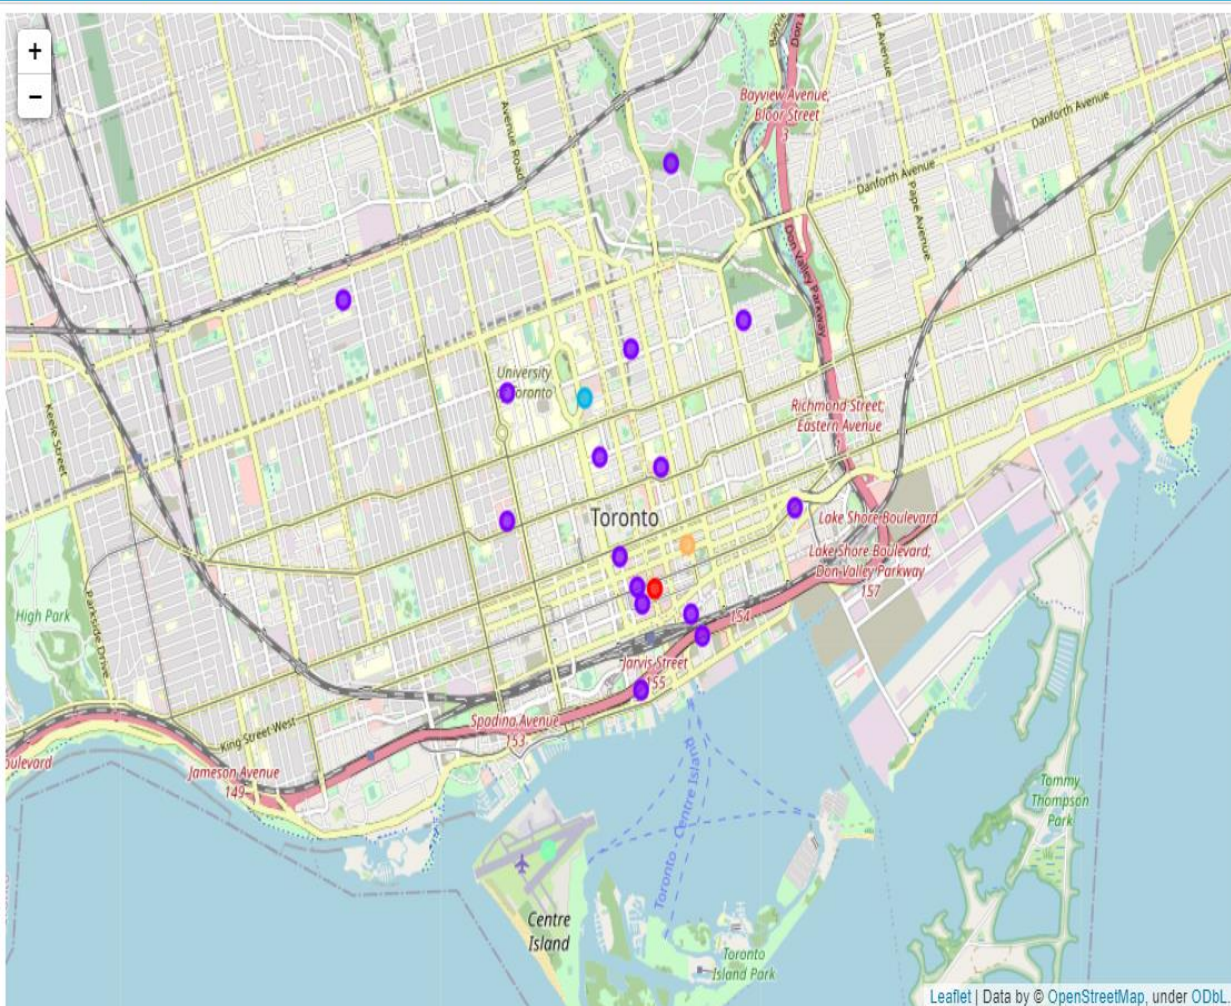 +
−
Avenue Road
Don
Pape Avenue
Bayview Avenue;
Bloor Street
3
Danforth Avenue
Danforth Avenue
Pape Avenue
Don Valley Parkway
University
Toronto
Keele Street
Richmond Street;
Eastern Avenue
Toronto
Lake Shore Boulevard
Lake Shore Boulevard;
Don Valley Parkway
157
High Park
Parkside Drive
154
Jarvis Street
155
King Street West
Spadina Avenue
153
oulevard
Jameson Avenue
149
Toronto - Centre Island
Tommy
Thompson
Park
Centre
Island
Toronto
Island Park
Leaflet | Data by © OpenStreetMap, under ODbL